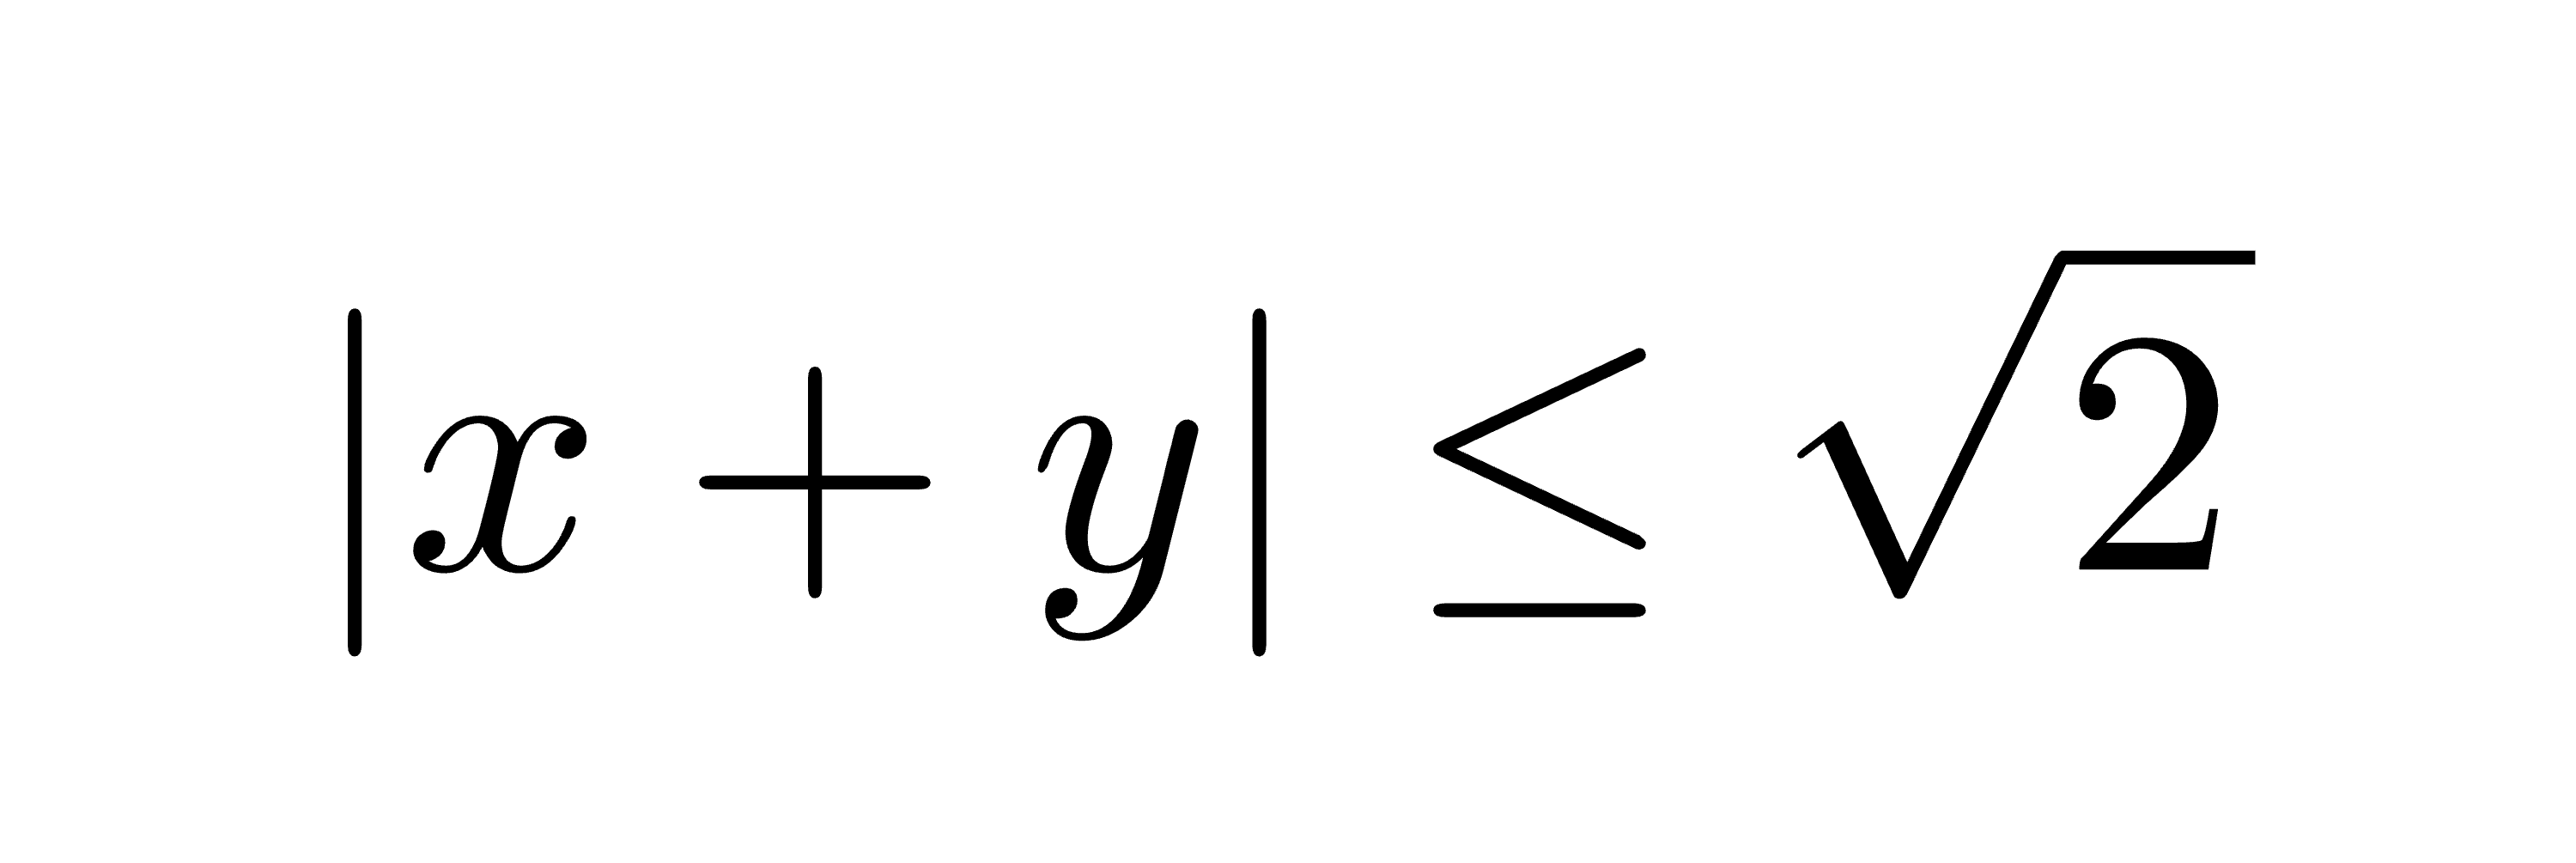 |x + y| ≤ √2